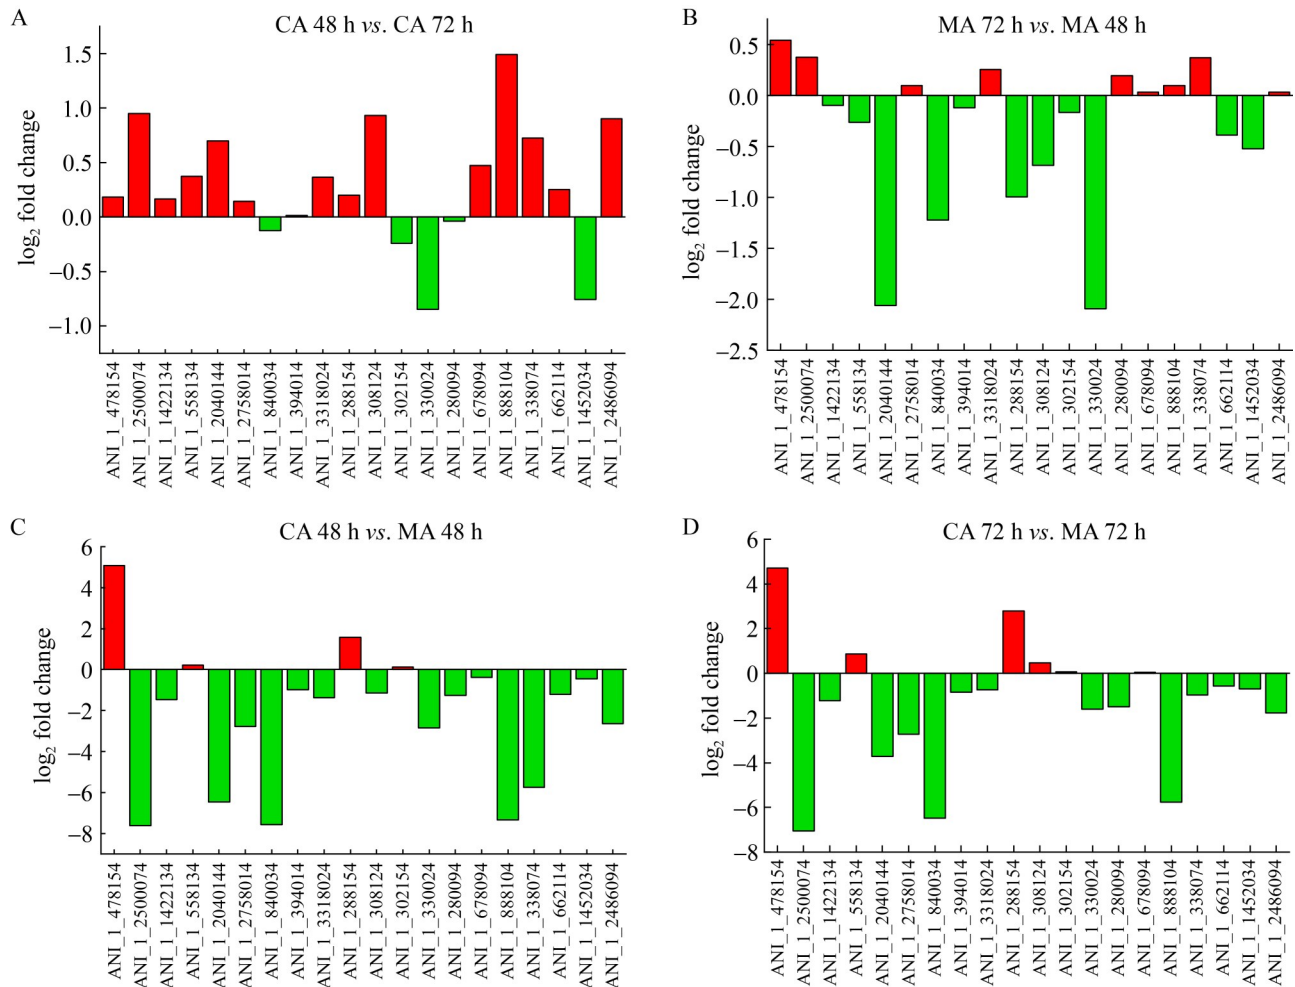 A
CA 48 h vs. CA 72 h
log₂ fold change
1.5
1.0
0.5
0.0
−0.5
−1.0
ANI_1_478154
ANI_1_2500074
ANI_1_1422134
ANI_1_558134
ANI_1_2040144
ANI_1_2758014
ANI_1_840034
ANI_1_394014
ANI_1_3318024
ANI_1_288154
ANI_1_308124
ANI_1_302154
ANI_1_330024
ANI_1_280094
ANI_1_678094
ANI_1_888104
ANI_1_338074
ANI_1_662114
ANI_1_1452034
ANI_1_2486094
B
MA 72 h vs. MA 48 h
log₂ fold change
0.5
0.0
−0.5
−1.0
−1.5
−2.0
−2.5
ANI_1_478154
ANI_1_2500074
ANI_1_1422134
ANI_1_558134
ANI_1_2040144
ANI_1_2758014
ANI_1_840034
ANI_1_394014
ANI_1_3318024
ANI_1_288154
ANI_1_308124
ANI_1_302154
ANI_1_330024
ANI_1_280094
ANI_1_678094
ANI_1_888104
ANI_1_338074
ANI_1_662114
ANI_1_1452034
ANI_1_2486094
C
CA 48 h vs. MA 48 h
log₂ fold change
6
4
2
0
−2
−4
−6
−8
ANI_1_478154
ANI_1_2500074
ANI_1_1422134
ANI_1_558134
ANI_1_2040144
ANI_1_2758014
ANI_1_840034
ANI_1_394014
ANI_1_3318024
ANI_1_288154
ANI_1_308124
ANI_1_302154
ANI_1_330024
ANI_1_280094
ANI_1_678094
ANI_1_888104
ANI_1_338074
ANI_1_662114
ANI_1_1452034
ANI_1_2486094
D
CA 72 h vs. MA 72 h
log₂ fold change
6
4
2
0
−2
−4
−6
−8
ANI_1_478154
ANI_1_2500074
ANI_1_1422134
ANI_1_558134
ANI_1_2040144
ANI_1_2758014
ANI_1_840034
ANI_1_394014
ANI_1_3318024
ANI_1_288154
ANI_1_308124
ANI_1_302154
ANI_1_330024
ANI_1_280094
ANI_1_678094
ANI_1_888104
ANI_1_338074
ANI_1_662114
ANI_1_1452034
ANI_1_2486094